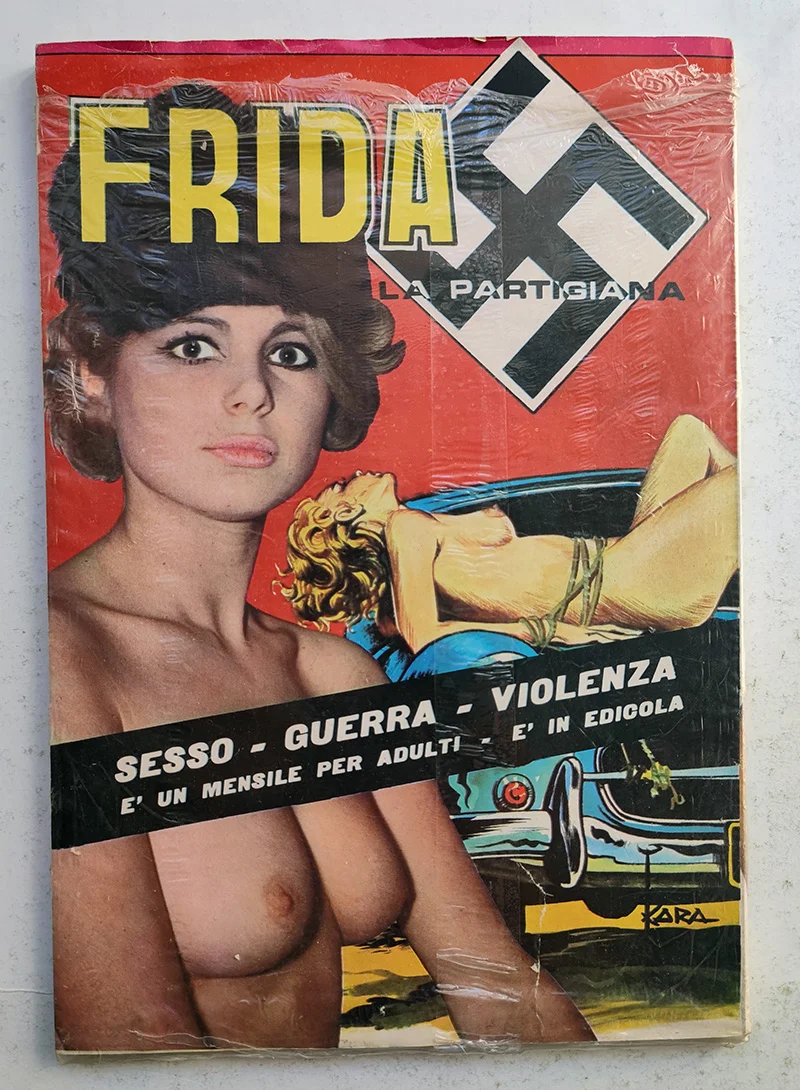 FRIDA
LA PARTIGIANA
SESSO - GUERRA - VIOLENZA
E' UN MENSILE PER ADULTI - E' IN EDICOLA
KARA